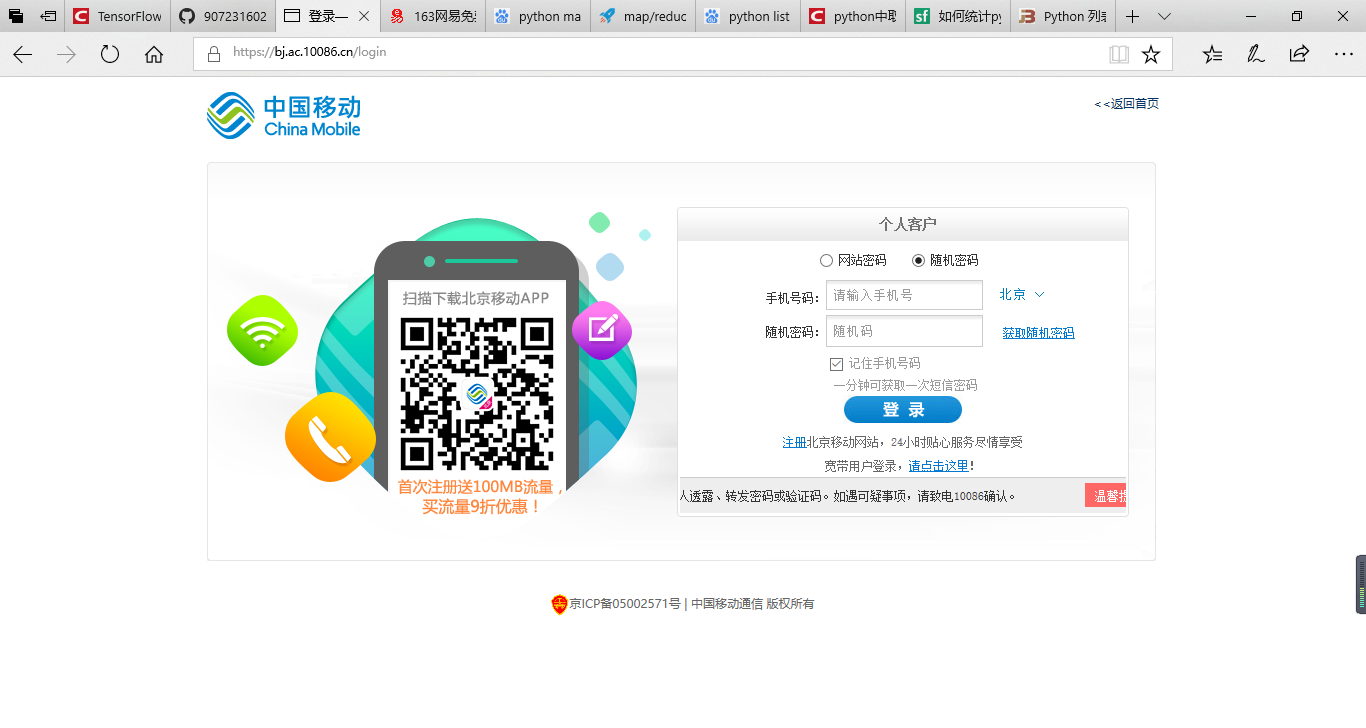 TensorFlow
907231602
登录—
163网易免
python ma
map/reduc
python list
python中取
如何统计py
Python 列表
https://bj.ac.10086.cn/login
中国移动
China Mobile
<<返回首页
个人客户
网站密码 随机密码
手机号码: 请输入手机号 北京
随机密码: 随机码 获取随机密码
记住手机号码
一分钟可获取一次短信密码
登 录
注册北京移动网站，24小时贴心服务尽情享受
宽带用户登录，请点击这里!
人透露、转发密码或验证码。如遇可疑事项，请致电10086确认。 温馨提
扫描下载北京移动APP
首次注册送100MB流量，
买流量9折优惠！
京ICP备05002571号 | 中国移动通信 版权所有